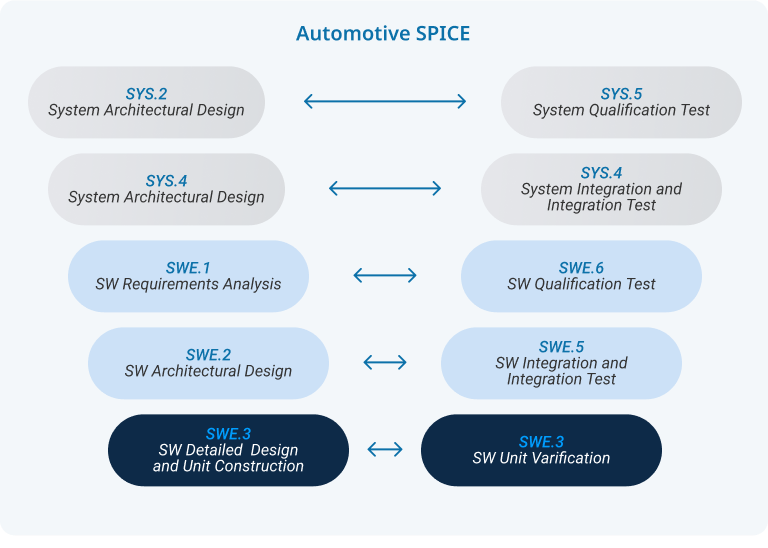 Automotive SPICE
SYS.2
System Architectural Design
SYS.5
System Qualification Test
SYS.4
System Architectural Design
SYS.4
System Integration and
Integration Test
SWE.1
SW Requirements Analysis
SWE.6
SW Qualification Test
SWE.2
SW Architectural Design
SWE.5
SW Integration and
Integration Test
SWE.3
SW Detailed Design
and Unit Construction
SWE.3
SW Unit Varification